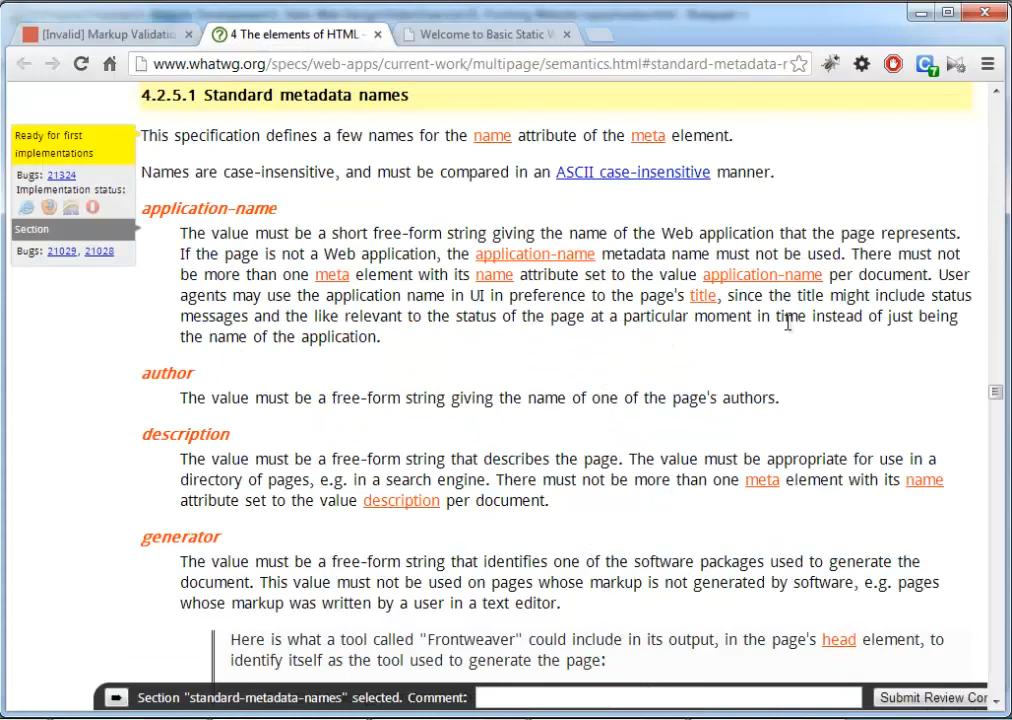 [Invalid] Markup Validatio
4 The elements of HTML -
Welcome to Basic Static W
www.whatwg.org/specs/web-apps/current-work/multipage/semantics.html#standard-metadata-r
4.2.5.1 Standard metadata names
Ready for first
implementations
Bugs: 21324
Implementation status:
Section
Bugs: 21029, 21028
This specification defines a few names for the name attribute of the meta element.
Names are case-insensitive, and must be compared in an ASCII case-insensitive manner.
application-name
The value must be a short free-form string giving the name of the Web application that the page represents.
If the page is not a Web application, the application-name metadata name must not be used. There must not
be more than one meta element with its name attribute set to the value application-name per document. User
agents may use the application name in UI in preference to the page's title, since the title might include status
messages and the like relevant to the status of the page at a particular moment in time instead of just being
the name of the application.
author
The value must be a free-form string giving the name of one of the page's authors.
description
The value must be a free-form string that describes the page. The value must be appropriate for use in a
directory of pages, e.g. in a search engine. There must not be more than one meta element with its name
attribute set to the value description per document.
generator
The value must be a free-form string that identifies one of the software packages used to generate the
document. This value must not be used on pages whose markup is not generated by software, e.g. pages
whose markup was written by a user in a text editor.
Here is what a tool called "Frontweaver" could include in its output, in the page's head element, to
identify itself as the tool used to generate the page:
Section "standard-metadata-names" selected. Comment:
Submit Review Cor